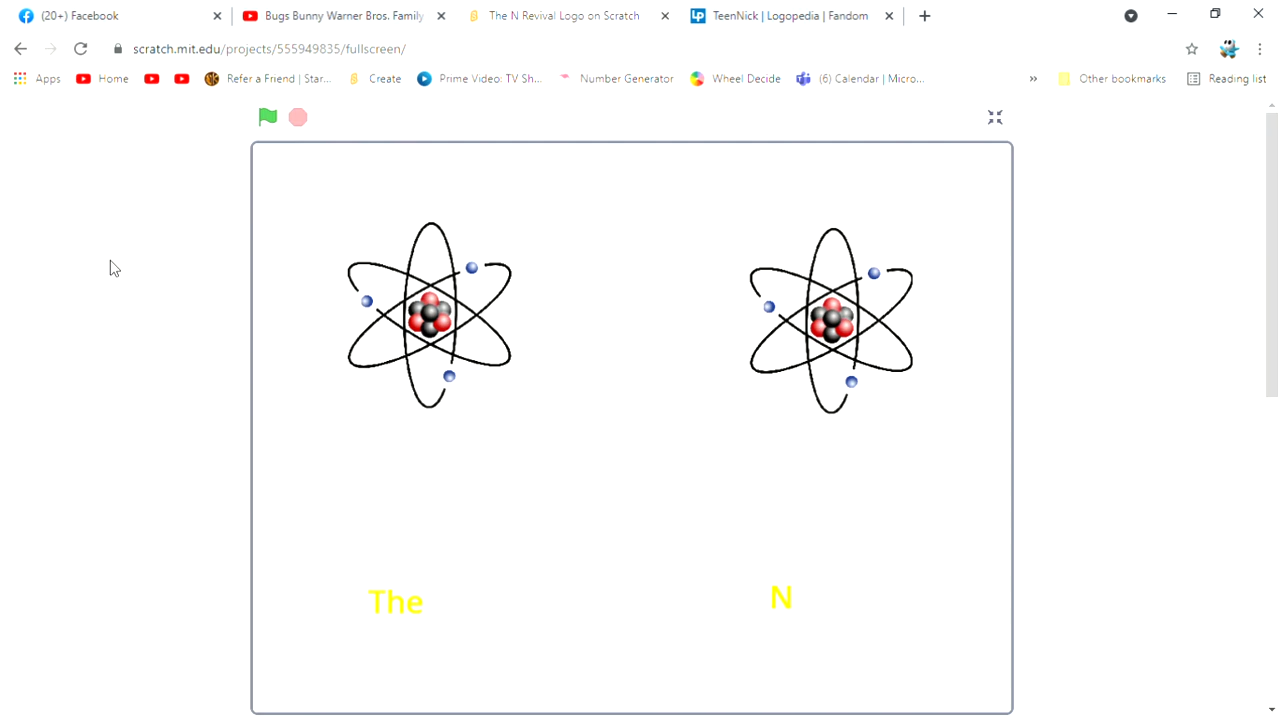 (20+) Facebook
Bugs Bunny Warner Bros. Family
The N Revival Logo on Scratch
TeenNick | Logopedia | Fandom
scratch.mit.edu/projects/555949835/fullscreen/
Apps
Home
Refer a Friend | Star...
Create
Prime Video: TV Sh...
Number Generator
Wheel Decide
(6) Calendar | Micro...
Other bookmarks
Reading list
The N